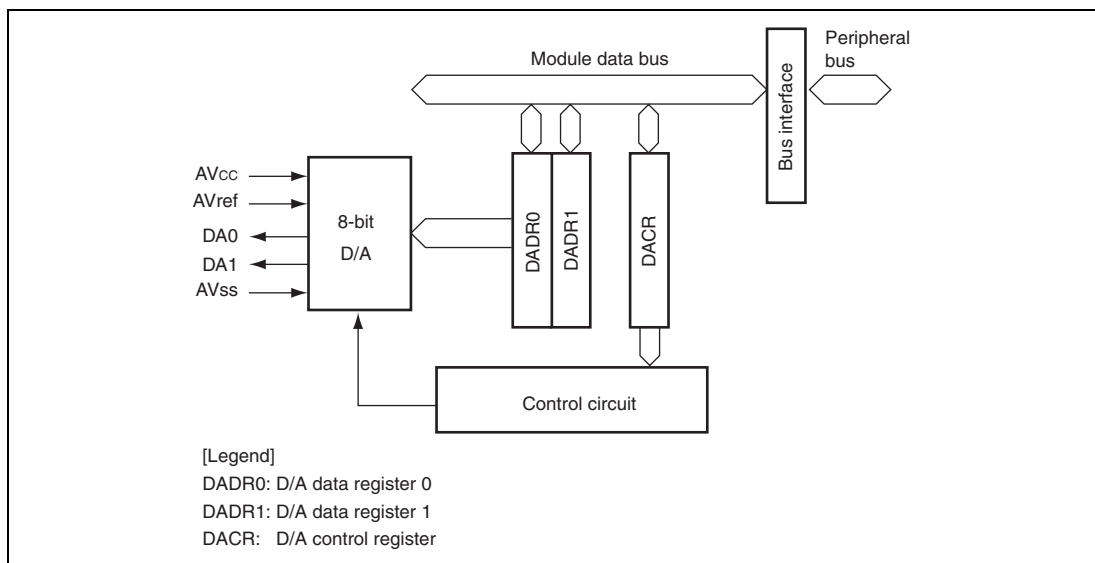 Module data bus
Peripheral
bus
Bus interface
AVCC
AVref
DA0
DA1
AVss
8-bit
D/A
DADR0
DADR1
DACR
Control circuit
[Legend]
DADR0: D/A data register 0
DADR1: D/A data register 1
DACR: D/A control register